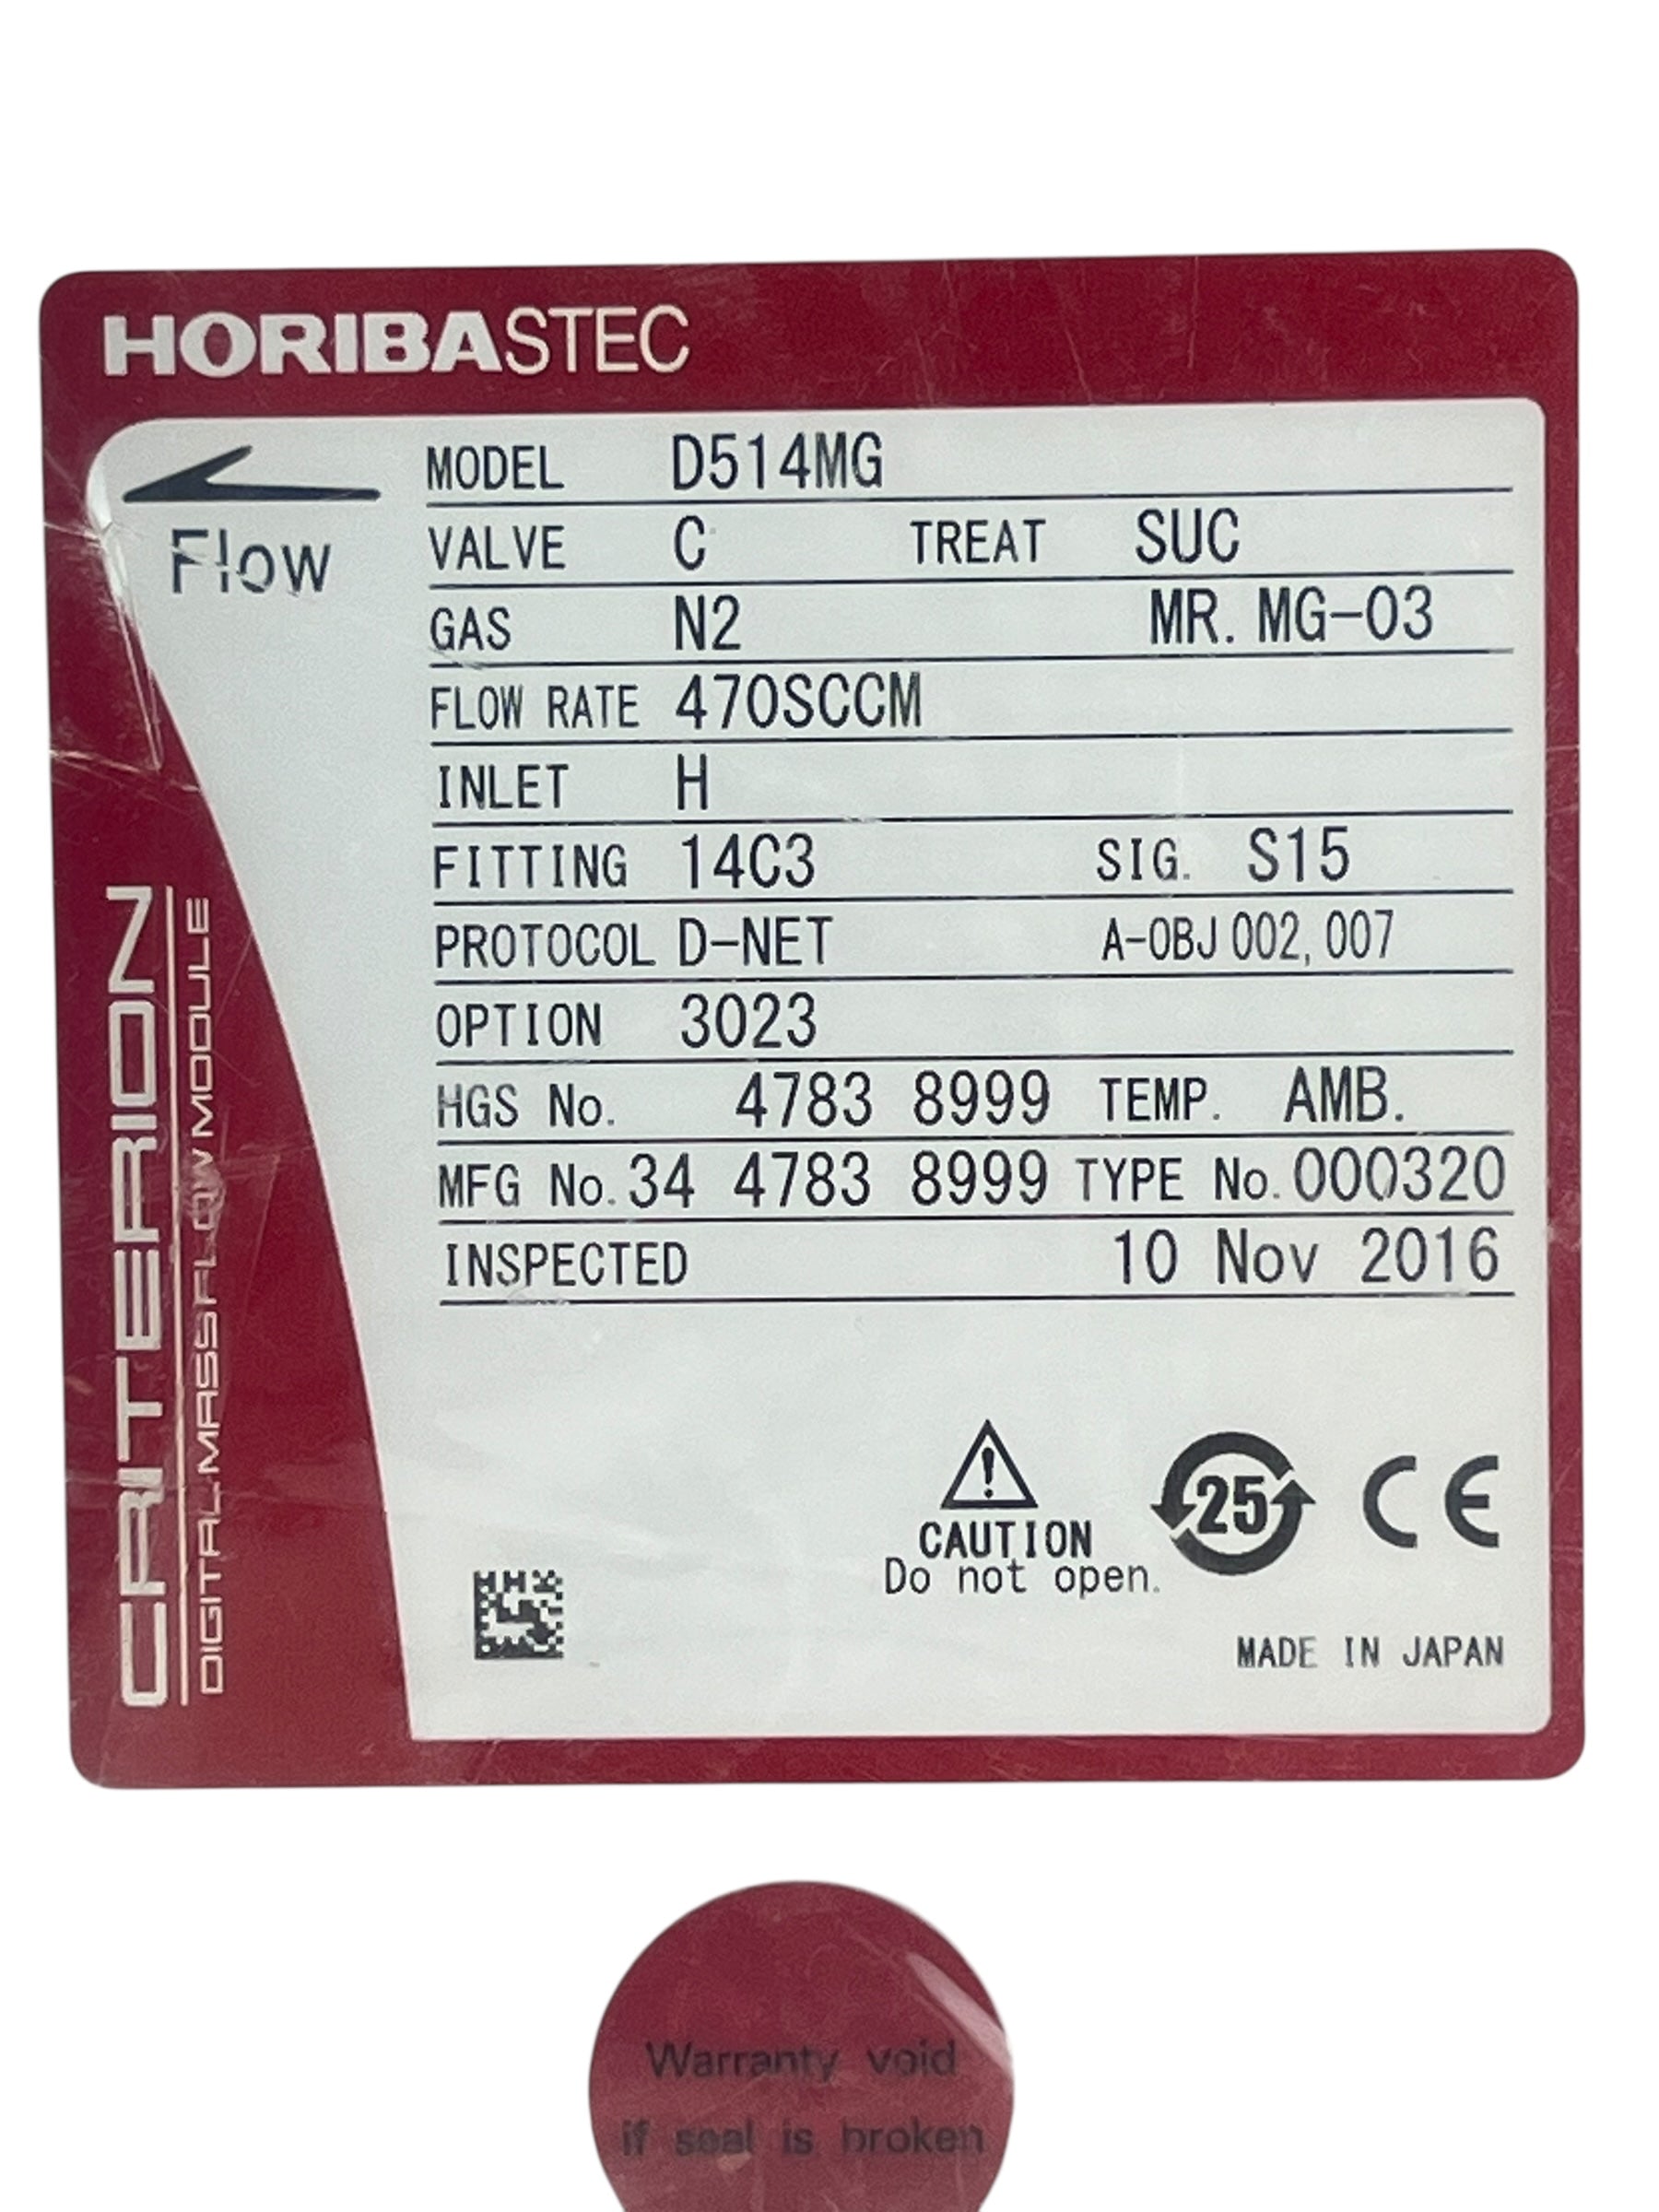 HORIBASTEC
Flow
MODEL D514MG
VALVE C TREAT SUC
GAS N2 MR. MG-03
FLOW RATE 470SCCM
INLET H
FITTING 14C3 SIG. S15
PROTOCOL D-NET A-OBJ 002, 007
OPTION 3023
HGS No. 4783 8999 TEMP. AMB.
MFG No. 34 4783 8999 TYPE No. 000320
INSPECTED 10 Nov 2016
CRITERION
DIGITAL MASS FLOW MODULE
CAUTION
Do not open.
25
CE
MADE IN JAPAN
Warranty void
if seal is broken